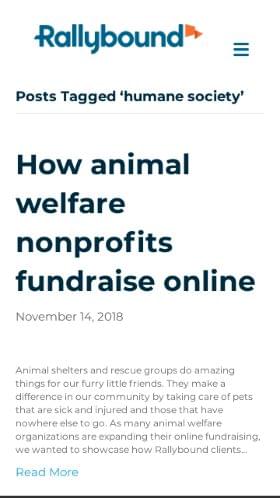 Rallybound
Posts Tagged ‘humane society’
How animal
welfare
nonprofits
fundraise online
November 14, 2018
Animal shelters and rescue groups do amazing
things for our furry little friends. They make a
difference in our community by taking care of pets
that are sick and injured and those that have
nowhere else to go. As many animal welfare
organizations are expanding their online fundraising,
we wanted to showcase how Rallybound clients...
Read More